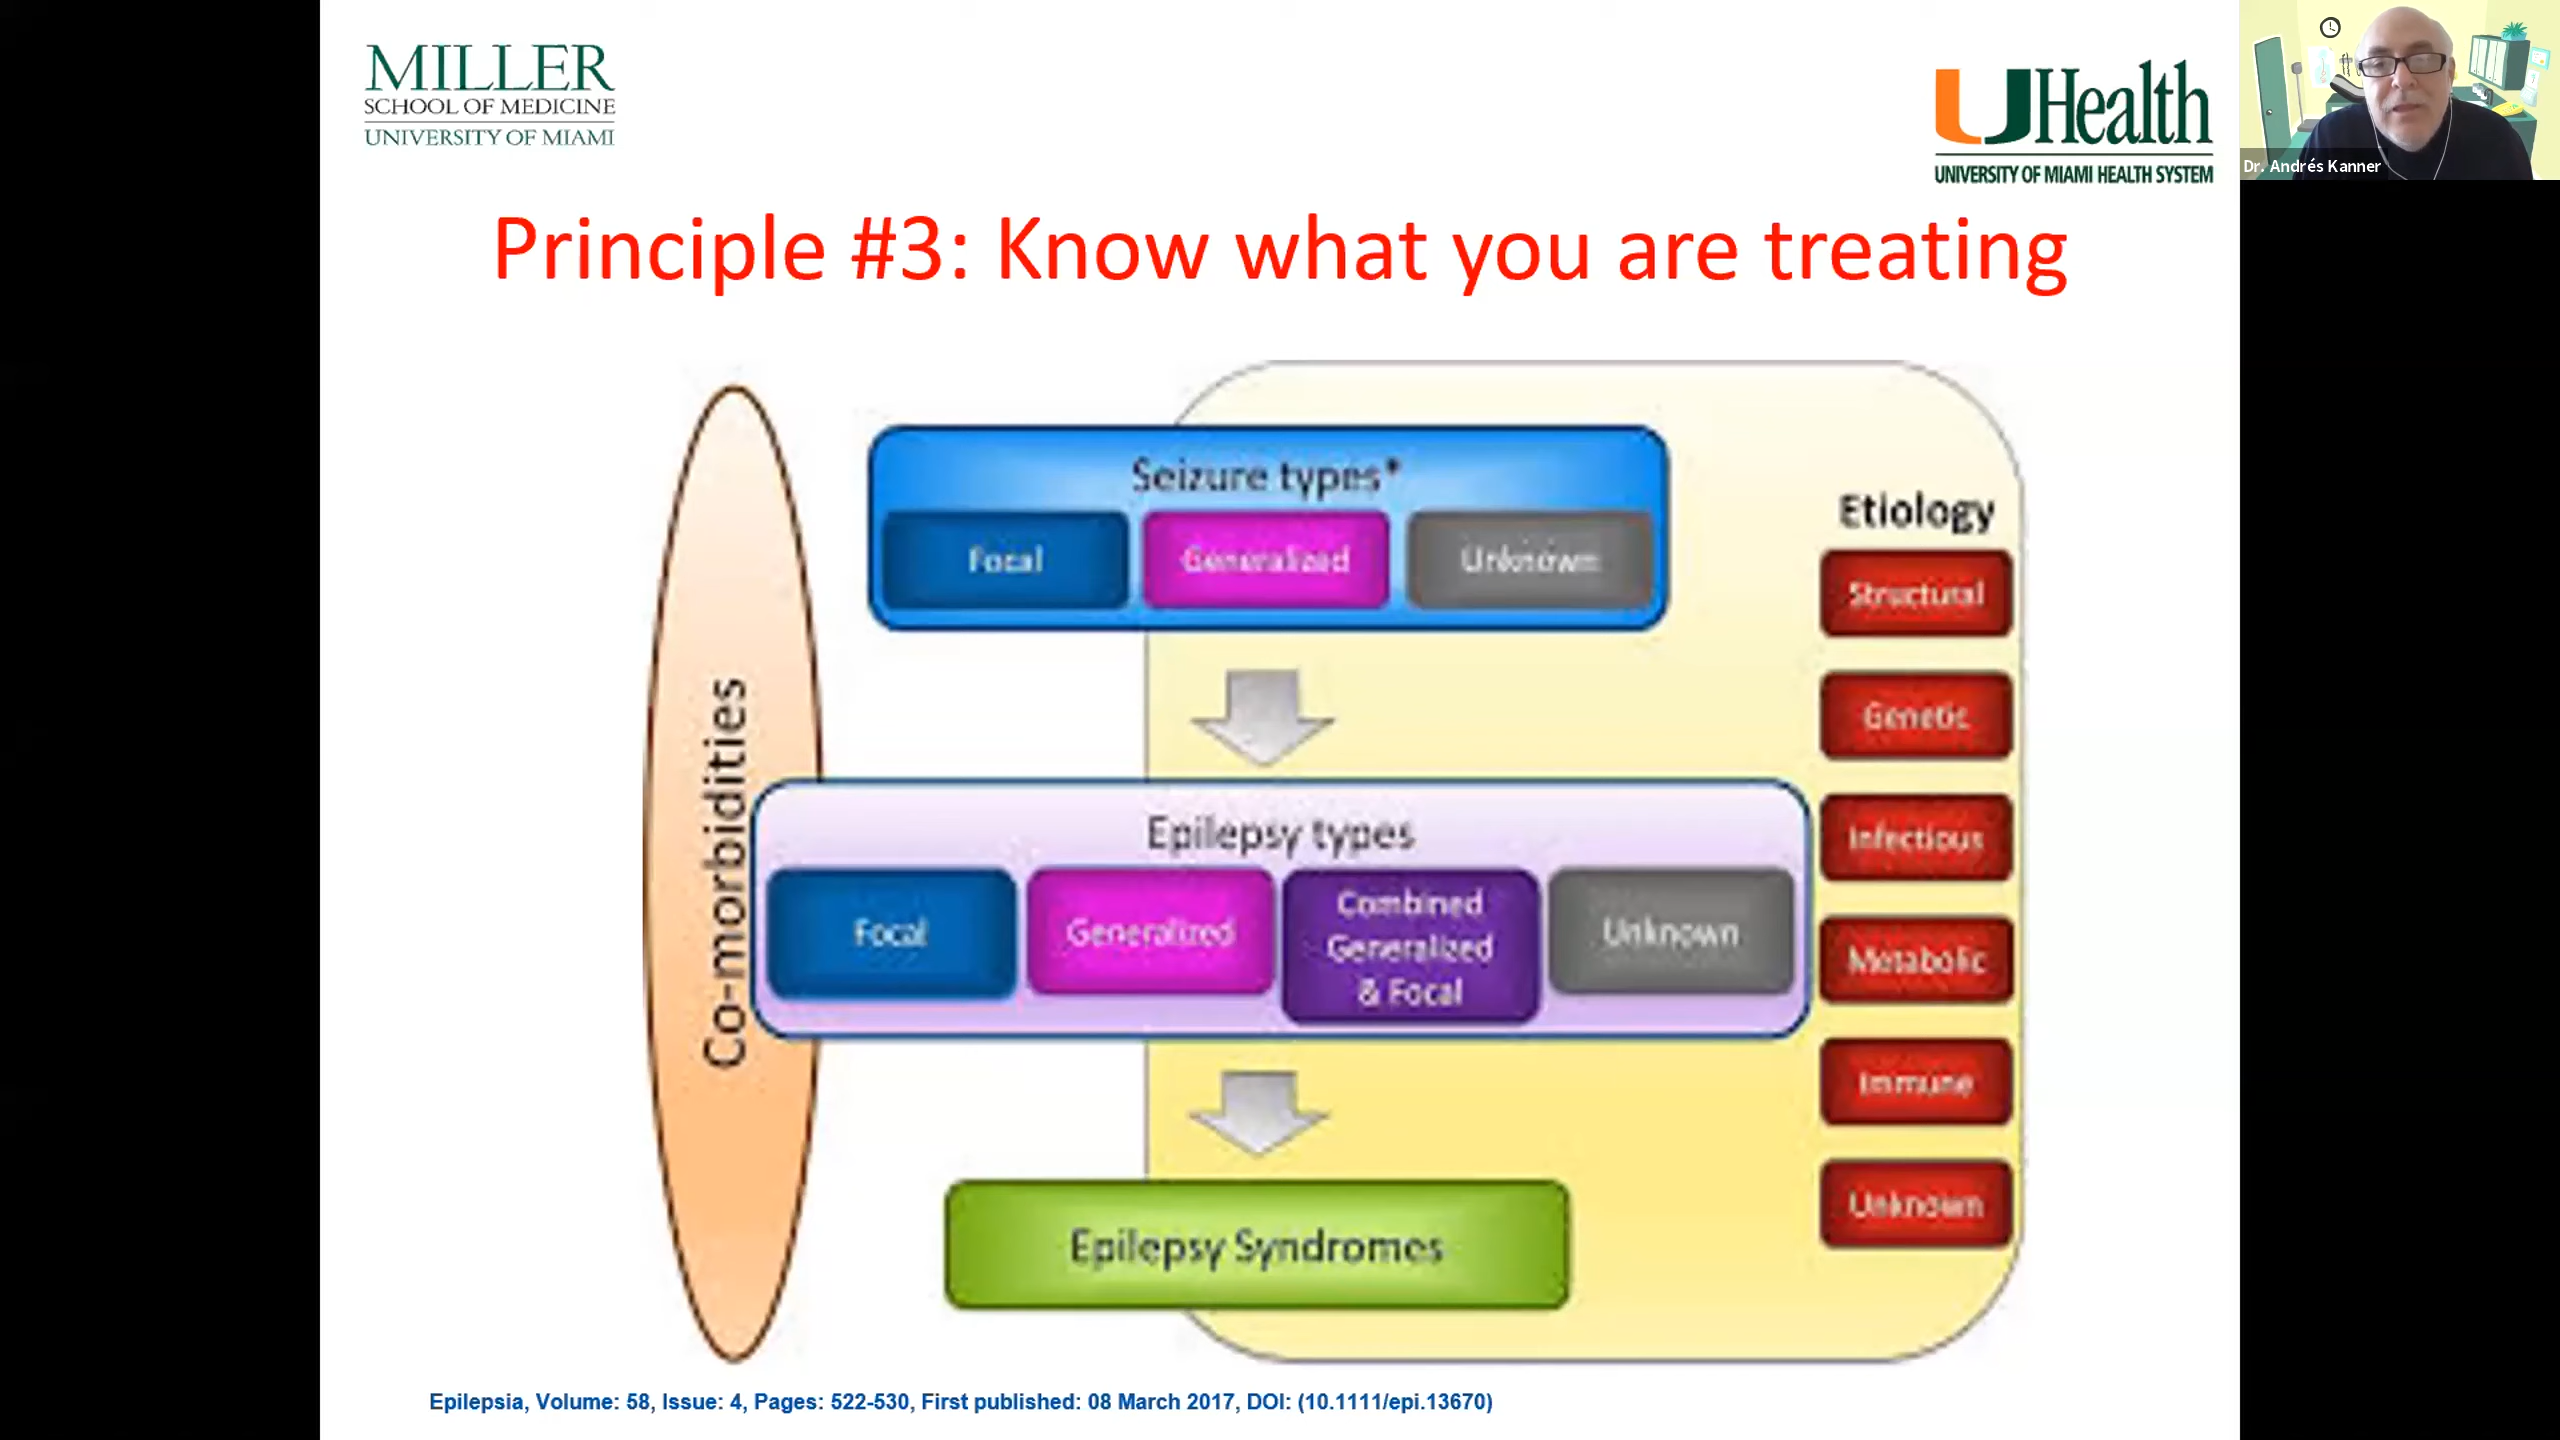 MILLER
SCHOOL OF MEDICINE
UNIVERSITY OF MIAMI
UHealth
UNIVERSITY OF MIAMI HEALTH SYSTEM
Dr. Andrés Kanner
Principle #3: Know what you are treating
Co-morbidities
Seizure types*
Focal
Generalized
Unknown
Epilepsy types
Focal
Generalized
Combined
Generalized
& Focal
Unknown
Epilepsy Syndromes
Etiology
Structural
Genetic
Infectious
Metabolic
Immune
Unknown
Epilepsia, Volume: 58, Issue: 4, Pages: 522-530, First published: 08 March 2017, DOI: (10.1111/epi.13670)